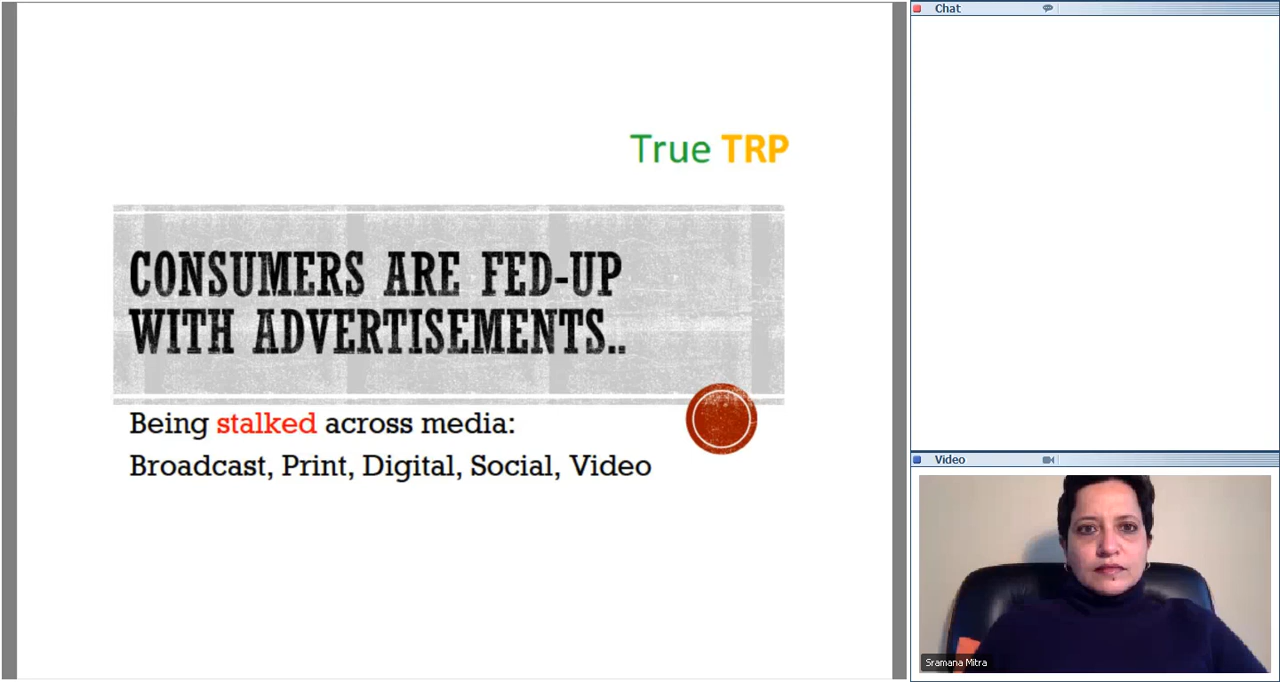 Chat
True TRP
CONSUMERS ARE FED-UP
WITH ADVERTISEMENTS..
Being stalked across media:
Broadcast, Print, Digital, Social, Video
Video
Sramana Mitra